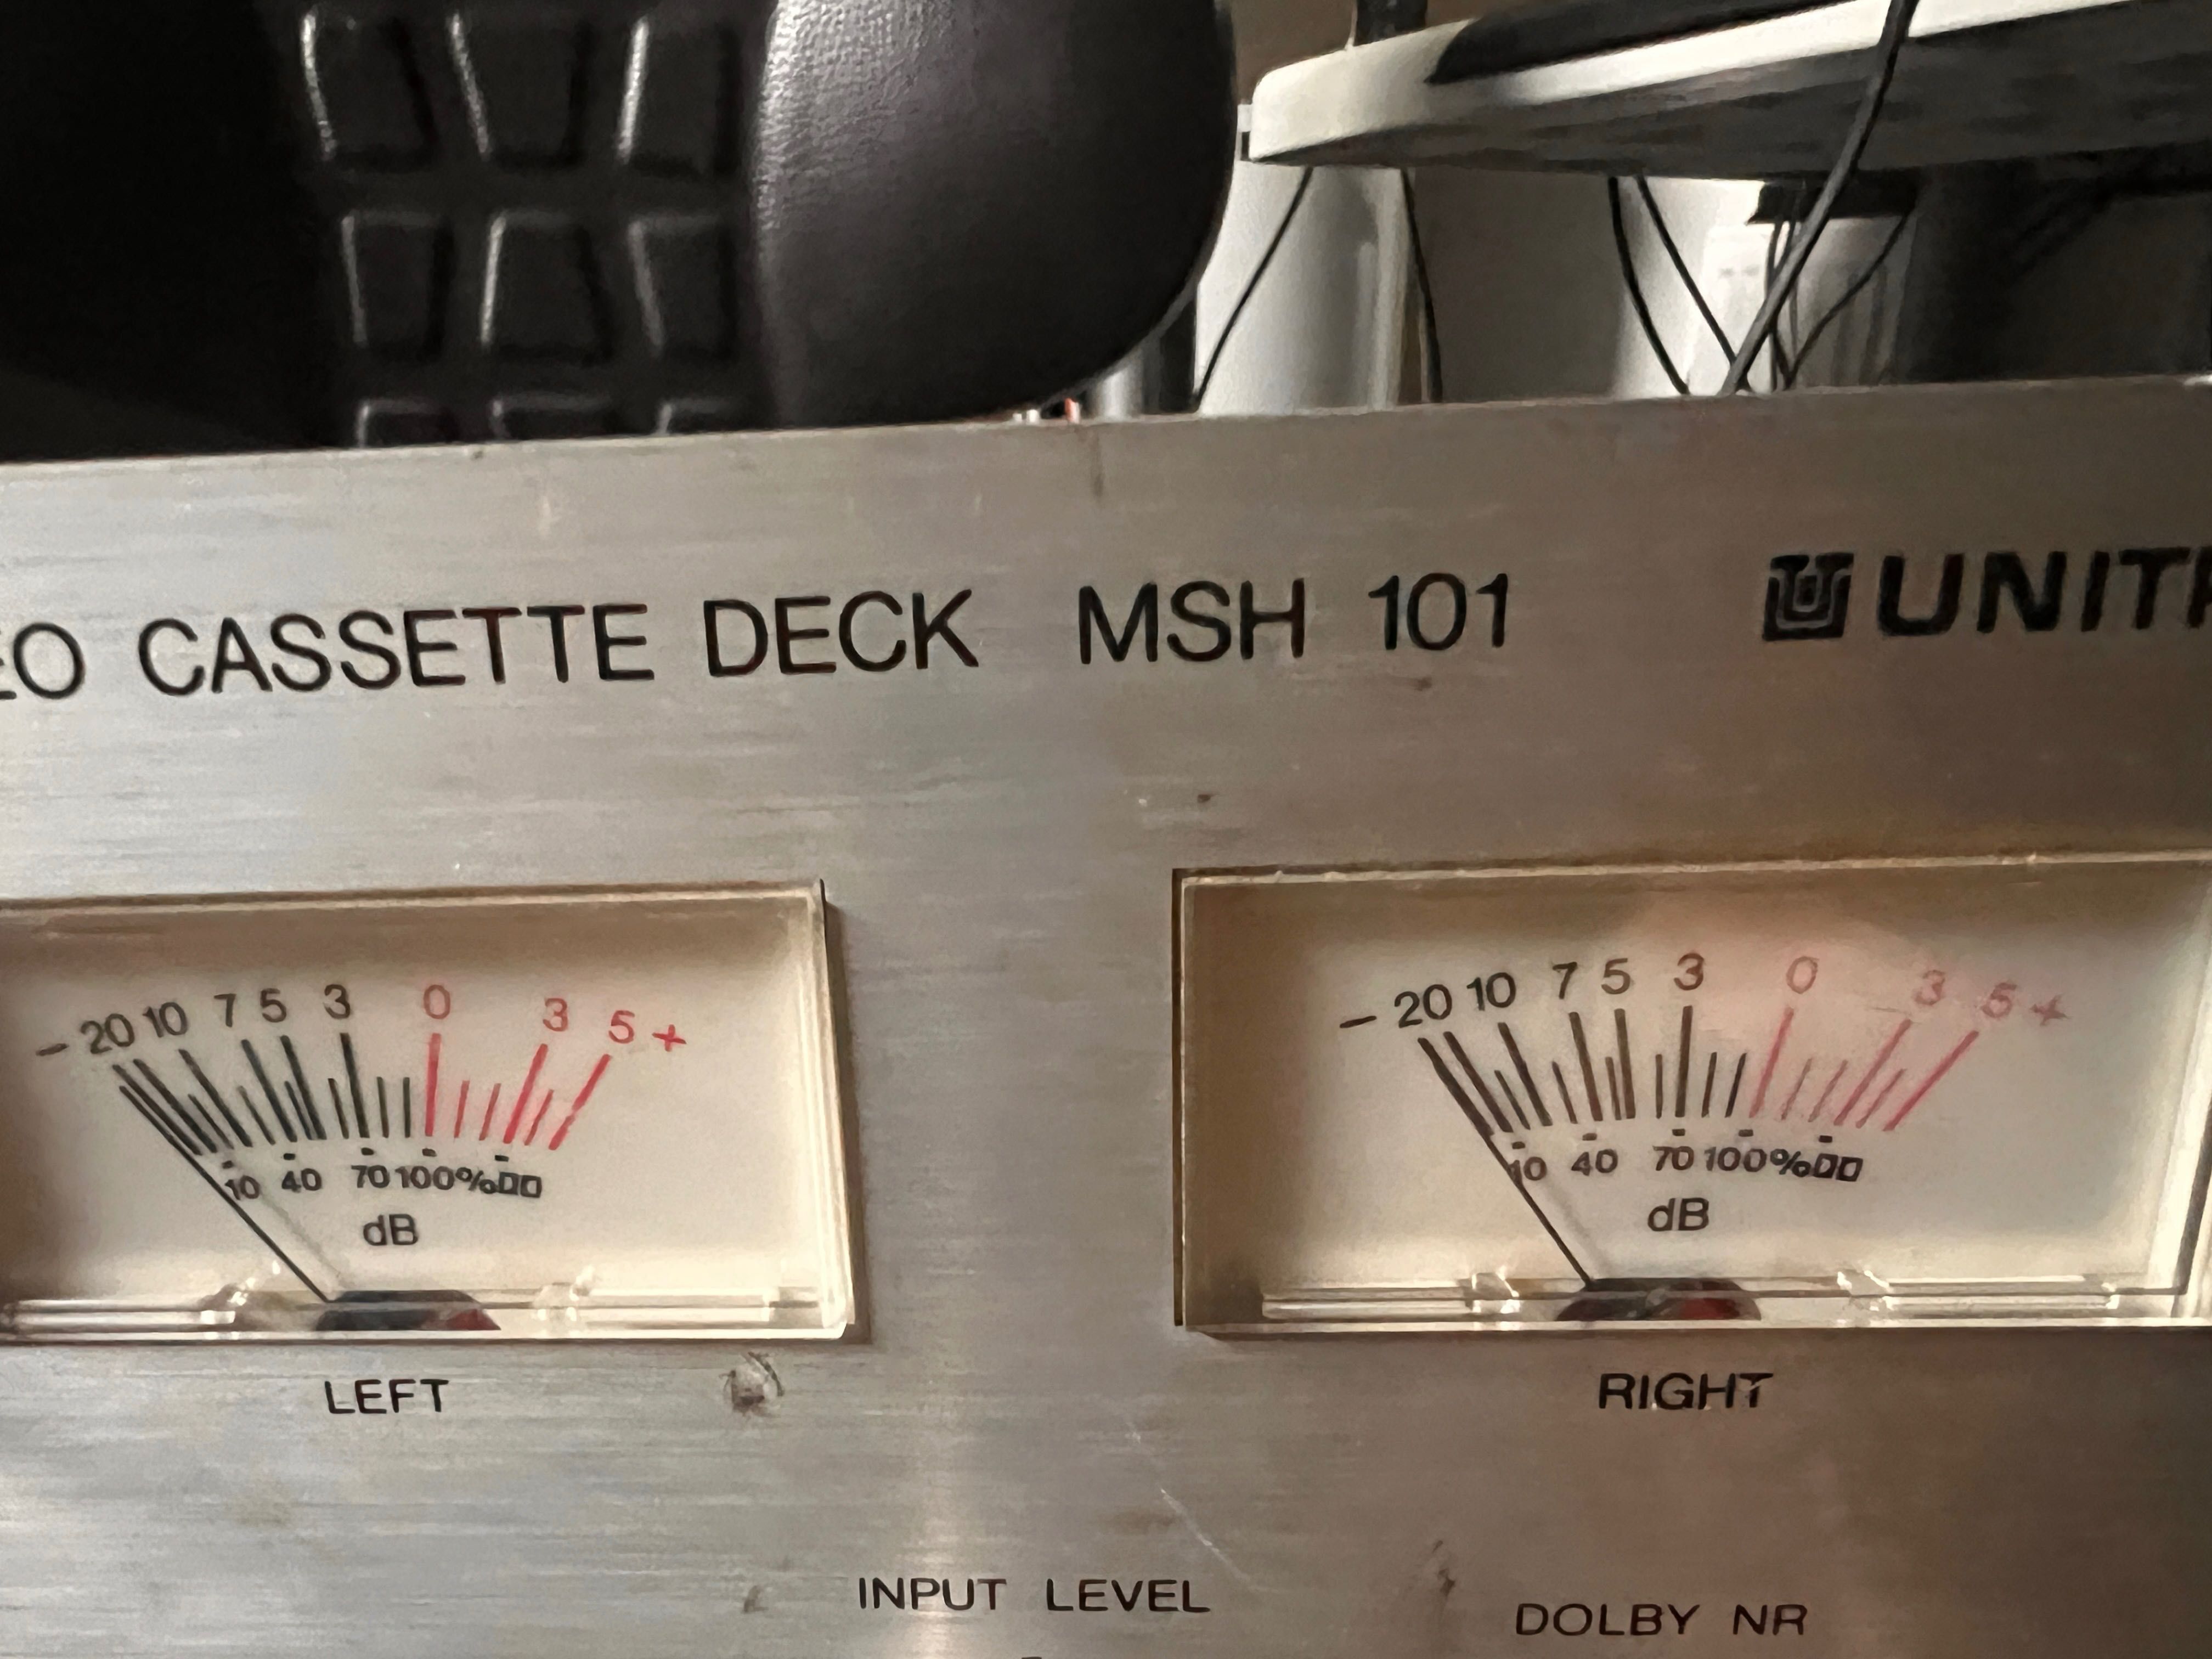 EO CASSETTE DECK MSH 101 UNIT
− 20 10 7 5 3 0 3 5 +
10 40 70 100%
dB
LEFT
− 20 10 7 5 3 0 3 5 +
10 40 70 100%
dB
RIGHT
INPUT LEVEL
DOLBY NR